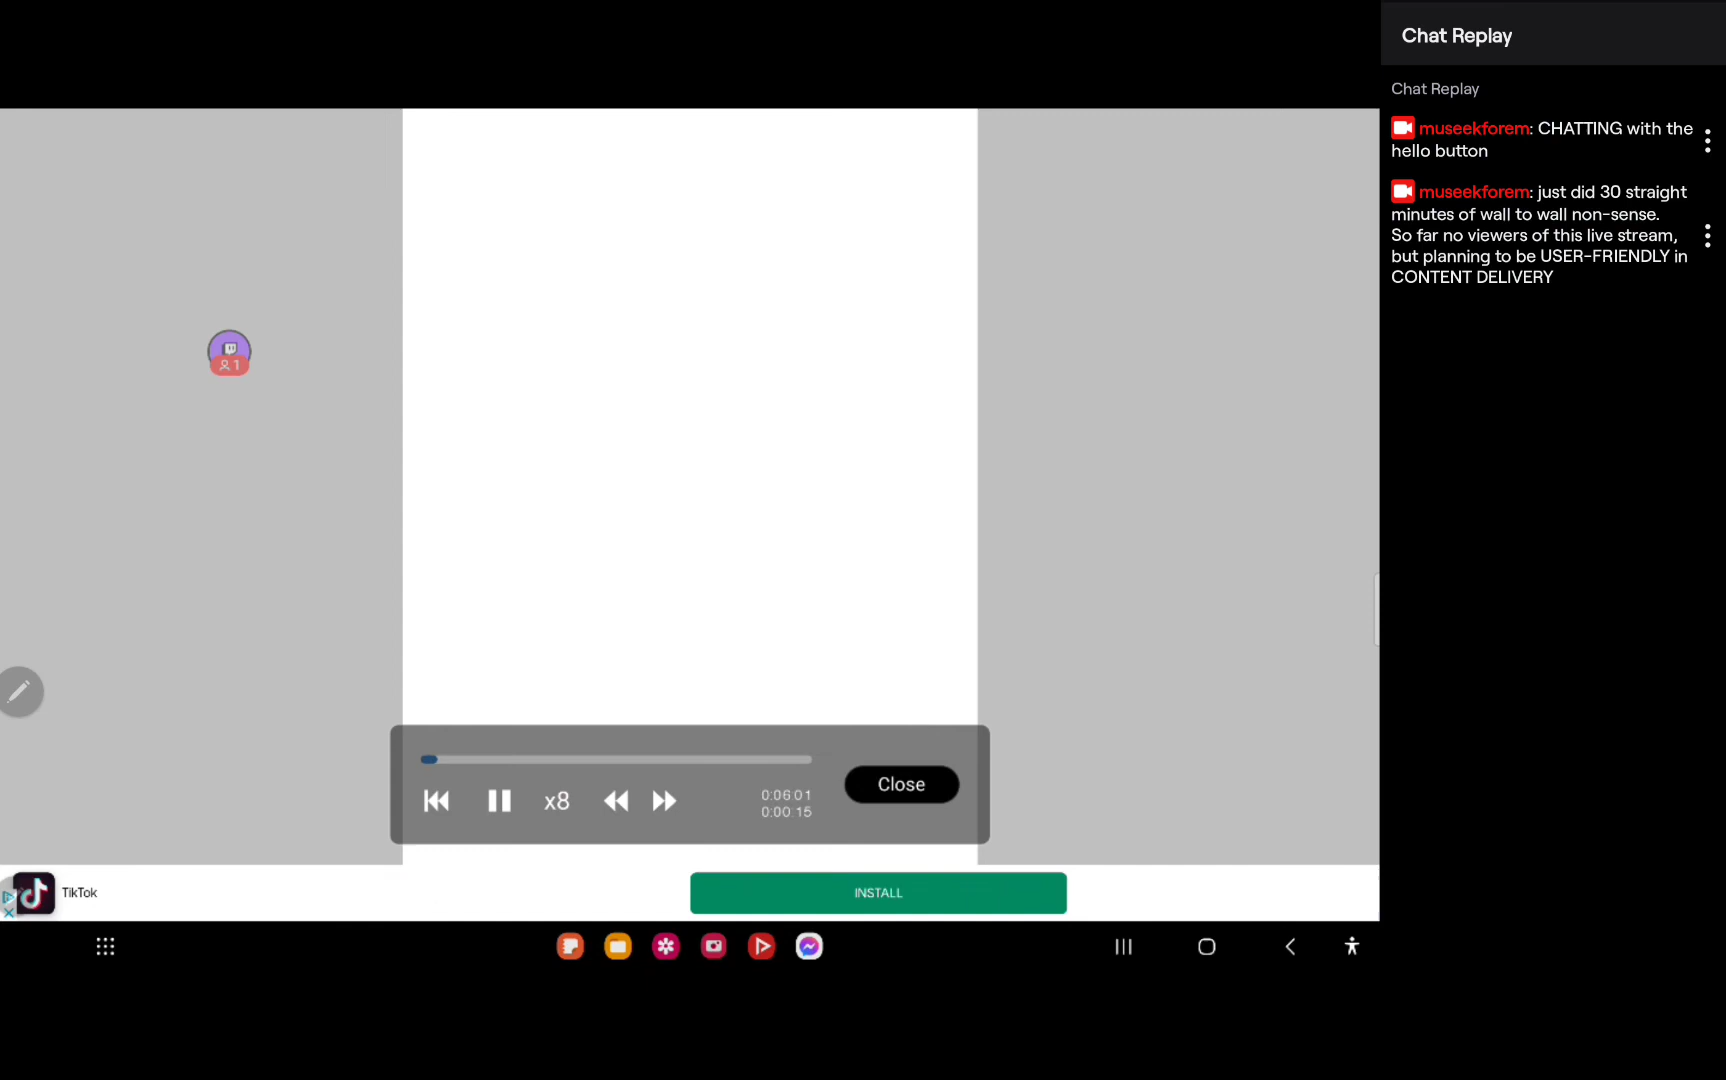 Chat Replay
Chat Replay
museekforem: CHATTING with the
hello button
museekforem: just did 30 straight
minutes of wall to wall non-sense.
So far no viewers of this live stream,
but planning to be USER-FRIENDLY in
CONTENT DELIVERY
1
x8
0:06:01
0:00:15
Close
TikTok
INSTALL